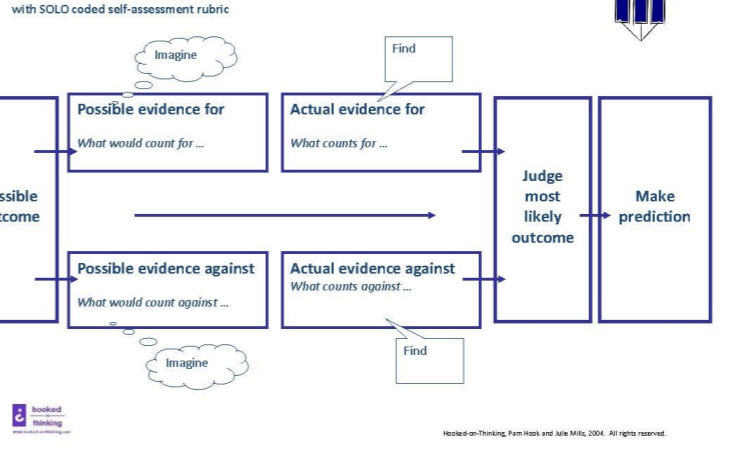 with SOLO coded self-assessment rubric
Imagine
Find
Possible evidence for
What would count for ...
Actual evidence for
What counts for ...
ssible
tcome
Judge
most
likely
outcome
Make
prediction
Possible evidence against
What would count against ...
Actual evidence against
What counts against ...
Imagine
Find
hooked
thinking
Hooked-on-Thinking, Pam Hook and Julie Mills, 2004. All rights reserved.